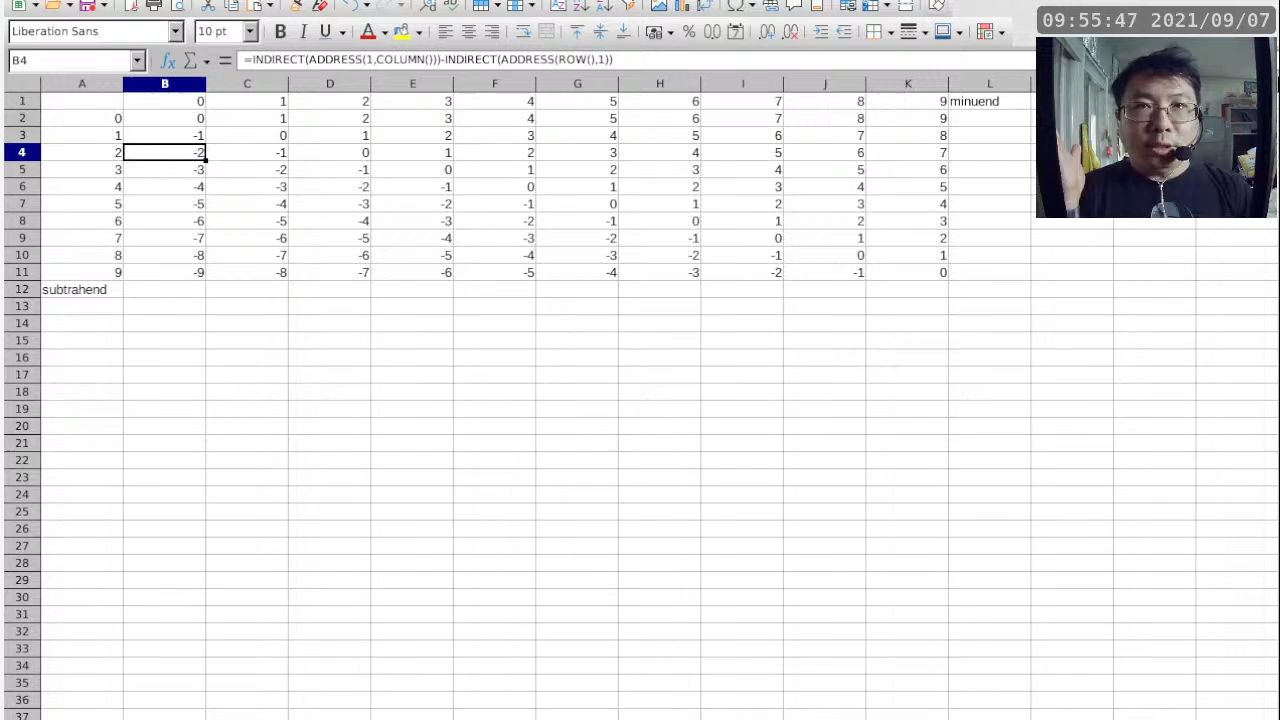 09:55:47 2021/09/07
Liberation Sans 10 pt B I U A %
B4 fx Σ = =INDIRECT(ADDRESS(1,COLUMN()))-INDIRECT(ADDRESS(ROW(),1))
A B C D E F G H I J K L
1 0 1 2 3 4 5 6 7 8 9 minuend
2 0 0 1 2 3 4 5 6 7 8 9
3 1 -1 0 1 2 3 4 5 6 7 8
4 2 -2 -1 0 1 2 3 4 5 6 7
5 3 -3 -2 -1 0 1 2 3 4 5 6
6 4 -4 -3 -2 -1 0 1 2 3 4 5
7 5 -5 -4 -3 -2 -1 0 1 2 3 4
8 6 -6 -5 -4 -3 -2 -1 0 1 2 3
9 7 -7 -6 -5 -4 -3 -2 -1 0 1 2
10 8 -8 -7 -6 -5 -4 -3 -2 -1 0 1
11 9 -9 -8 -7 -6 -5 -4 -3 -2 -1 0
12 subtrahend
13
14
15
16
17
18
19
20
21
22
23
24
25
26
27
28
29
30
31
32
33
34
35
36
37